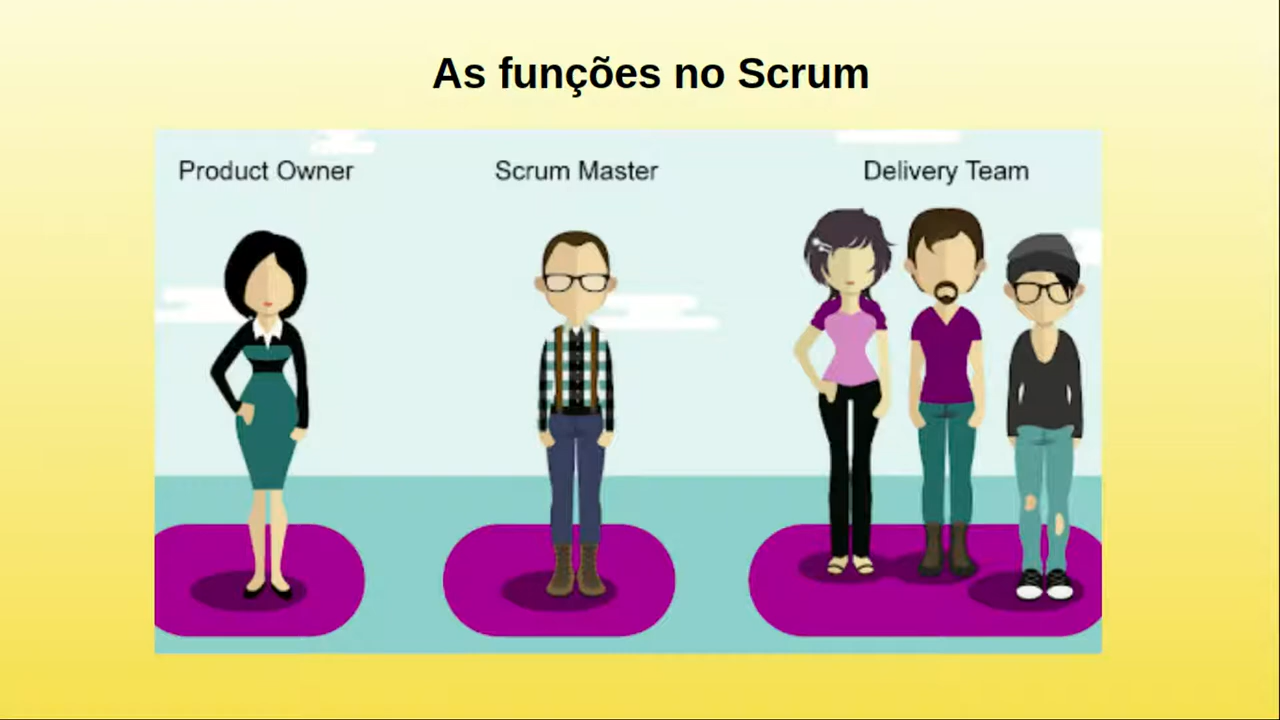 As funções no Scrum
Product Owner
Scrum Master
Delivery Team